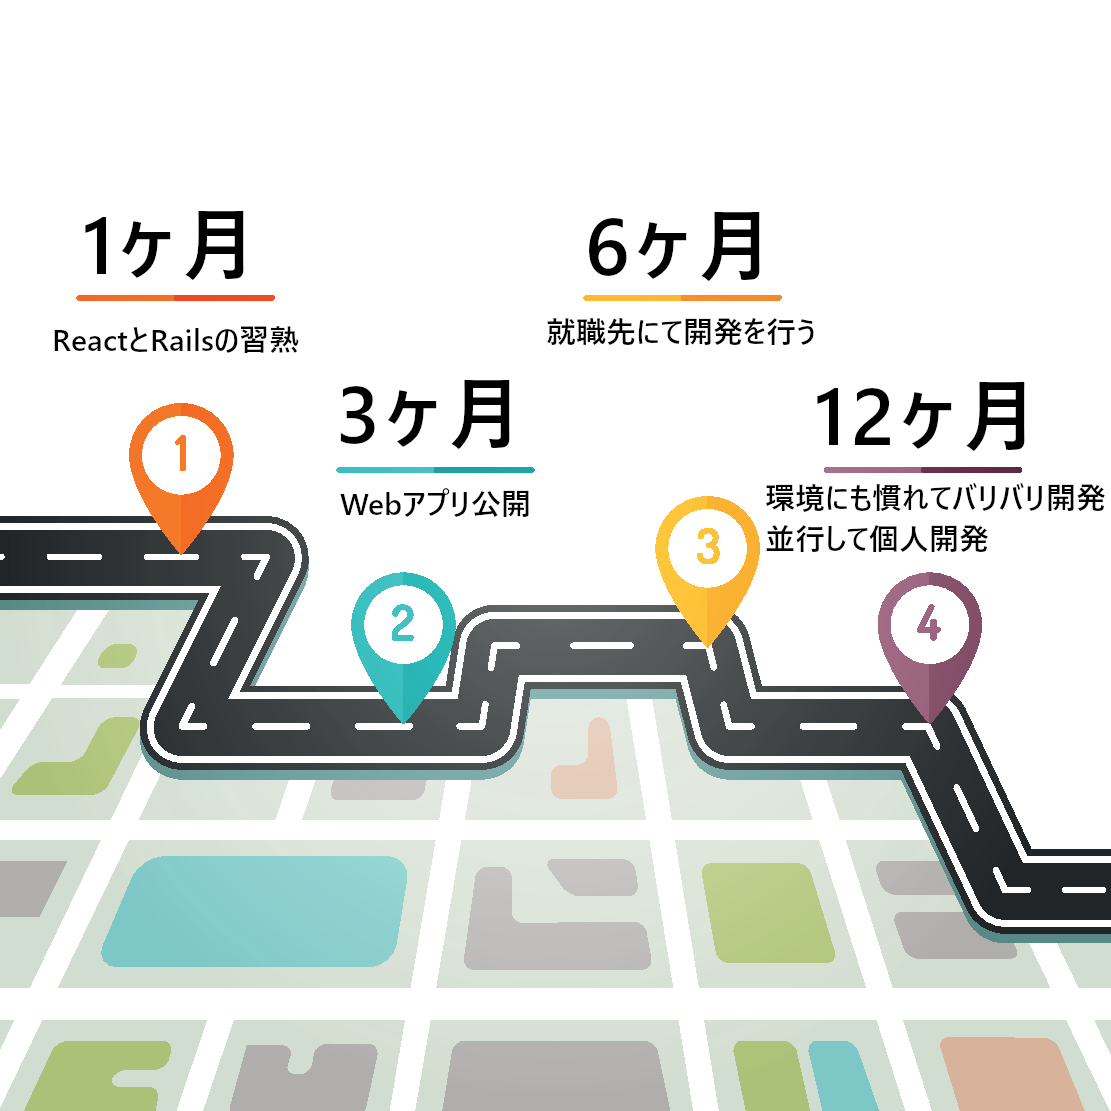 1ヶ月
ReactとRailsの習熟
1
3ヶ月
Webアプリ公開
2
6ヶ月
就職先にて開発を行う
3
12ヶ月
環境にも慣れてバリバリ開発
並行して個人開発
4